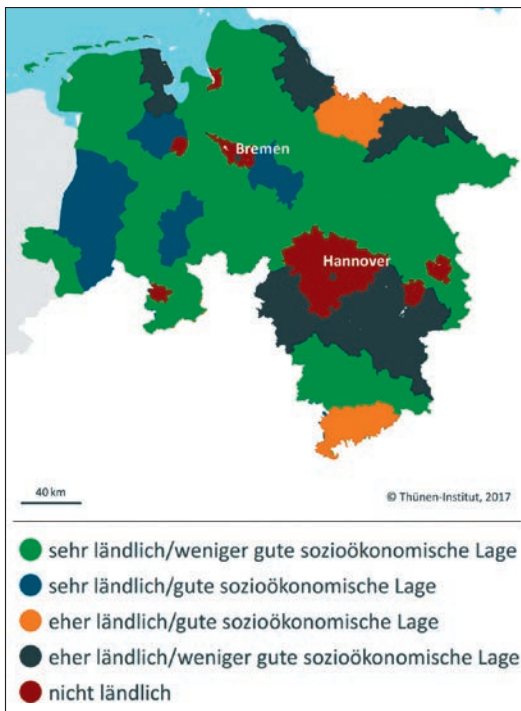 Bremen
Hannover
40 km
© Thünen-Institut, 2017
sehr ländlich/weniger gute sozioökonomische Lage
sehr ländlich/gute sozioökonomische Lage
eher ländlich/gute sozioökonomische Lage
eher ländlich/weniger gute sozioökonomische Lage
nicht ländlich